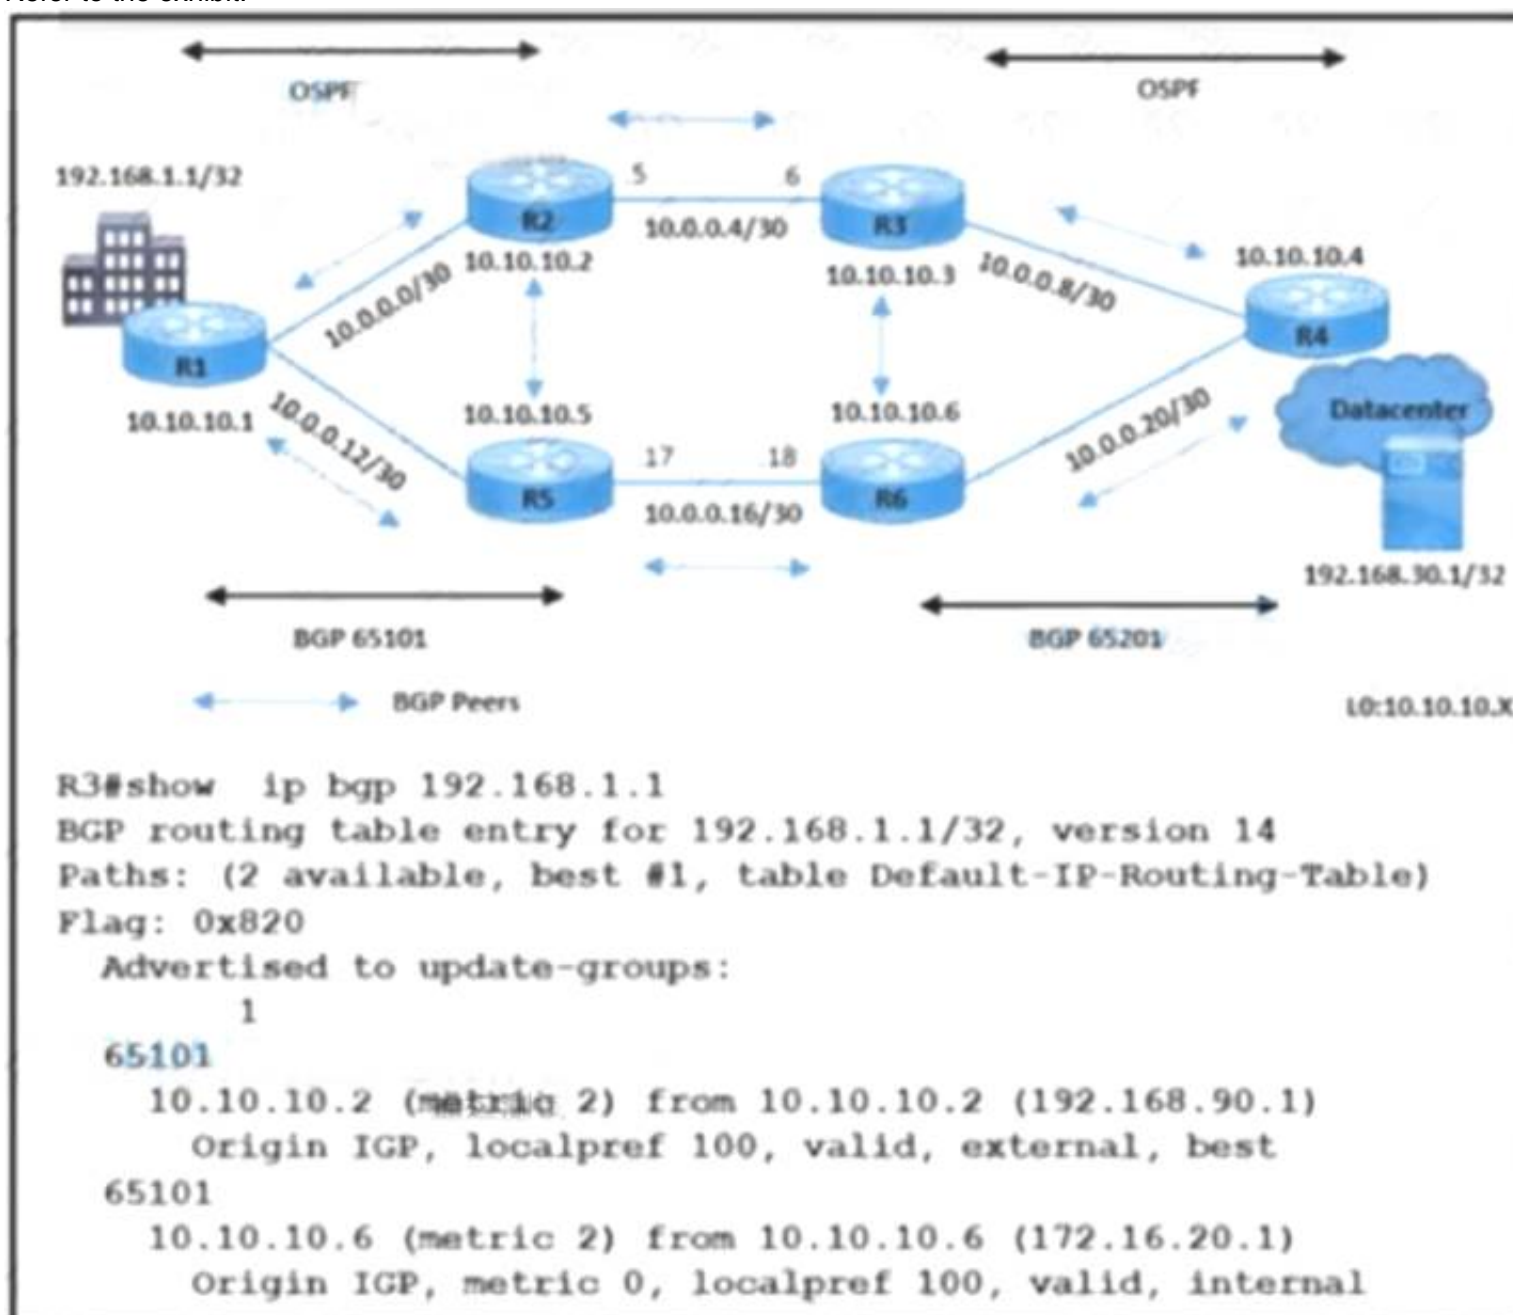 Refer to the exhibit.
OSPF
OSPF
192.168.1.1/32
.5
.6
R2
10.0.0.4/30
R3
10.10.10.2
10.10.10.3
10.10.10.4
10.0.0.0/30
10.0.0.8/30
R1
R4
10.10.10.1
10.0.0.12/30
10.10.10.5
10.10.10.6
10.0.0.20/30
Datacenter
17
.18
R5
10.0.0.16/30
R6
192.168.30.1/32
BGP 65101
BGP 65201
BGP Peers
L0:10.10.10.X
R3#show ip bgp 192.168.1.1
BGP routing table entry for 192.168.1.1/32, version 14
Paths: (2 available, best #1, table Default-IP-Routing-Table)
Flag: 0x820
Advertised to update-groups:
1
65101
10.10.10.2 (metric 2) from 10.10.10.2 (192.168.90.1)
Origin IGP, localpref 100, valid, external, best
65101
10.10.10.6 (metric 2) from 10.10.10.6 (172.16.20.1)
Origin IGP, metric 0, localpref 100, valid, internal